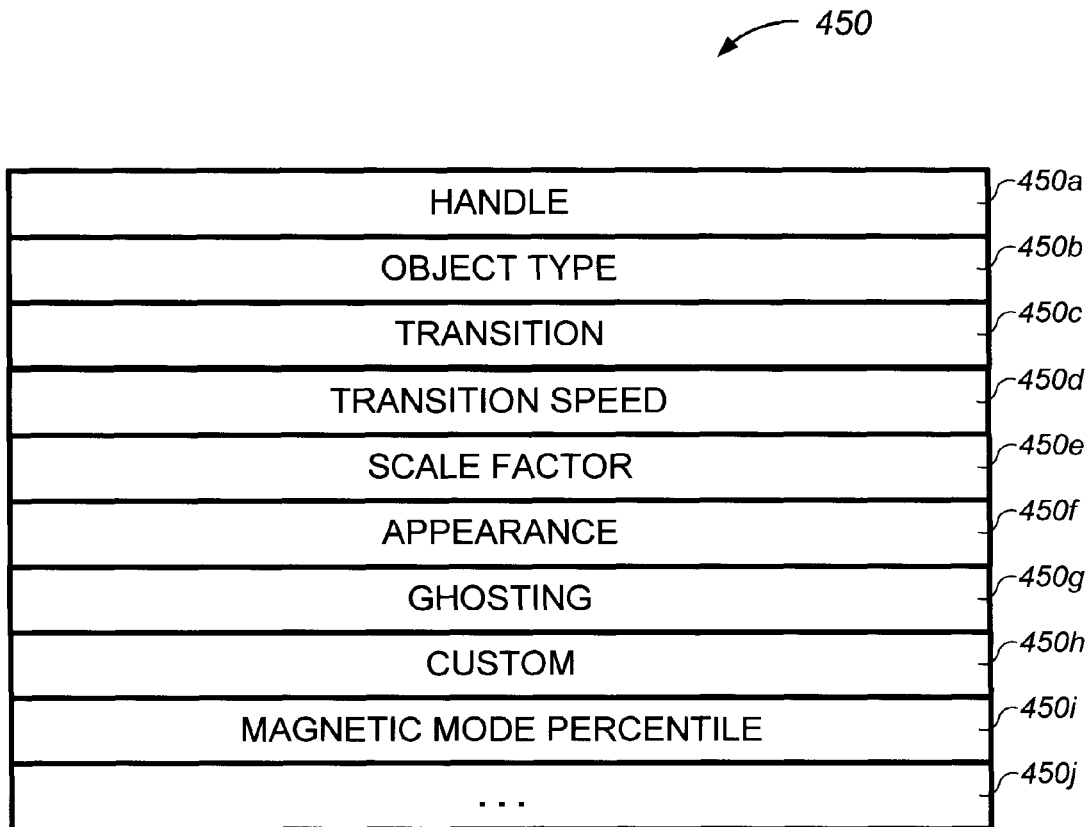 450
HANDLE 450a
OBJECT TYPE 450b
TRANSITION 450c
TRANSITION SPEED 450d
SCALE FACTOR 450e
APPEARANCE 450f
GHOSTING 450g
CUSTOM 450h
MAGNETIC MODE PERCENTILE 450i
... 450j